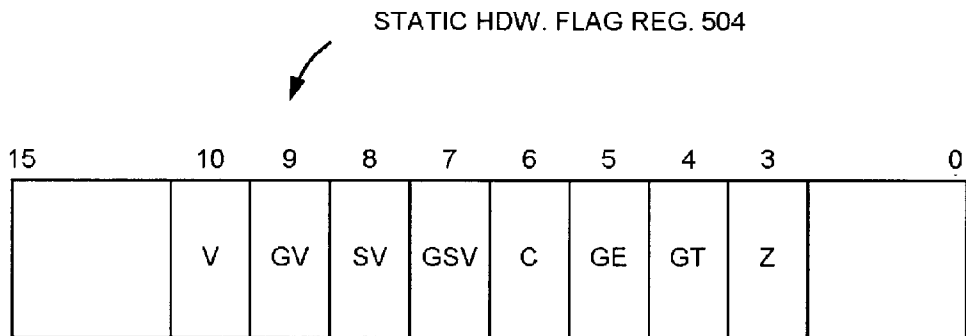 STATIC HDW. FLAG REG. 504
15 10 9 8 7 6 5 4 3 0
V GV SV GSV C GE GT Z